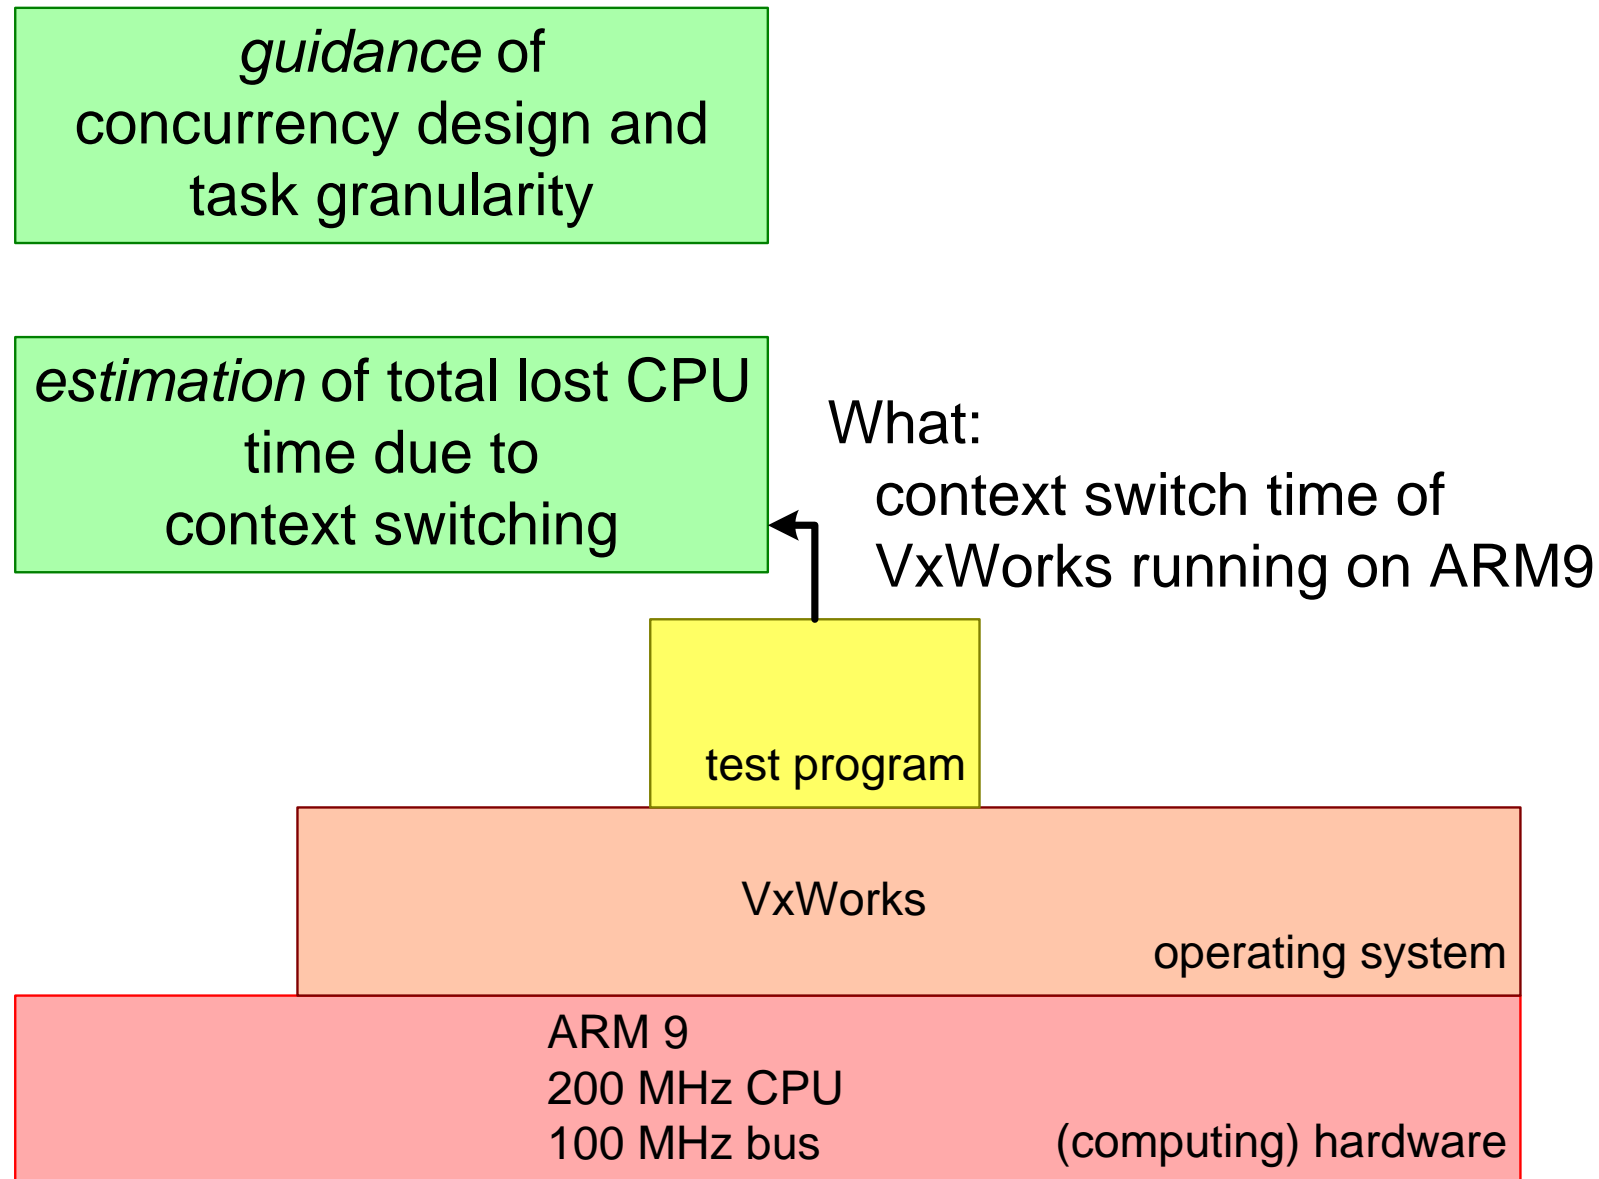 guidance of
concurrency design and
task granularity
estimation of total lost CPU
time due to
context switching
What:
context switch time of
VxWorks running on ARM9
test program
VxWorks
operating system
ARM 9
200 MHz CPU
100 MHz bus
(computing) hardware